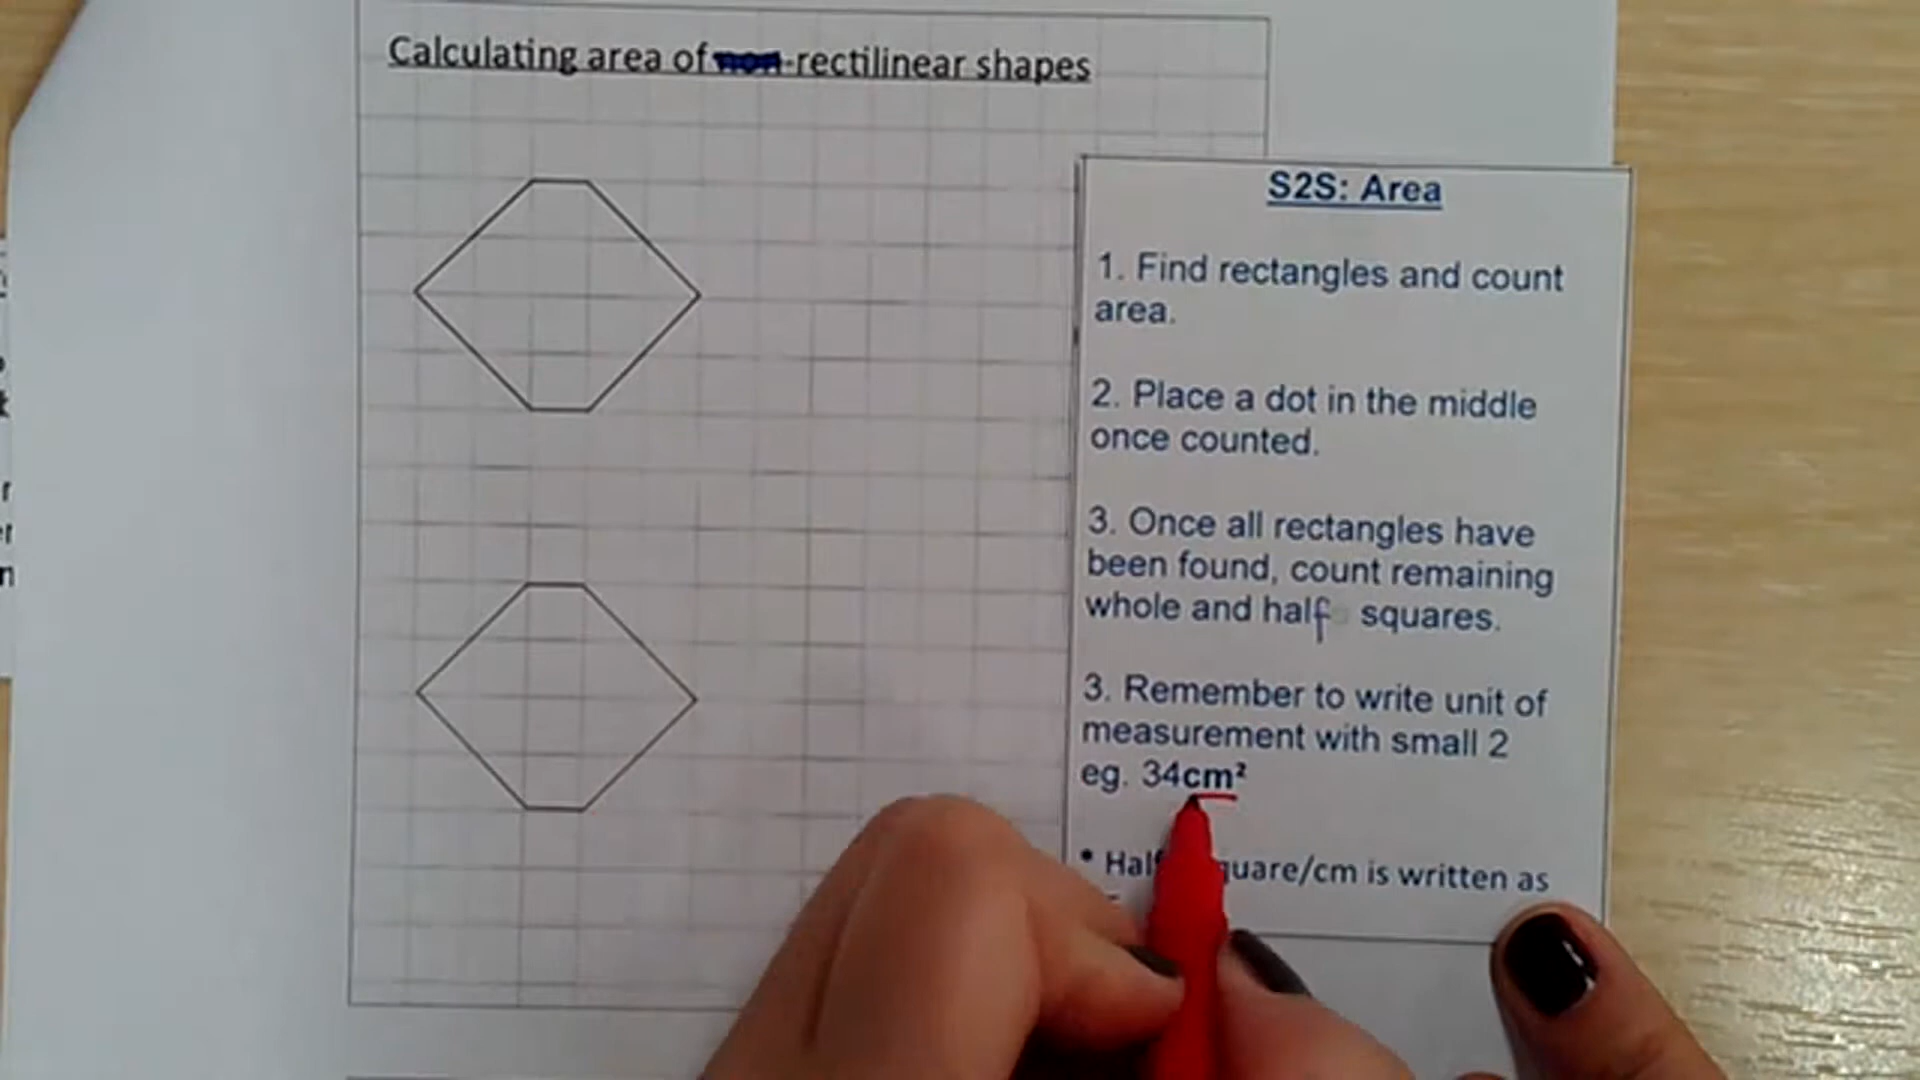 Calculating area of -rectilinear shapes
S2S: Area
1. Find rectangles and count
area.
2. Place a dot in the middle
once counted.
3. Once all rectangles have
been found, count remaining
whole and half squares.
3. Remember to write unit of
measurement with small 2
eg. 34cm²
• Half square/cm is written as